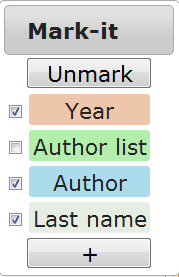 Mark-it
Unmark
Year
Author list
Author
Last name
+